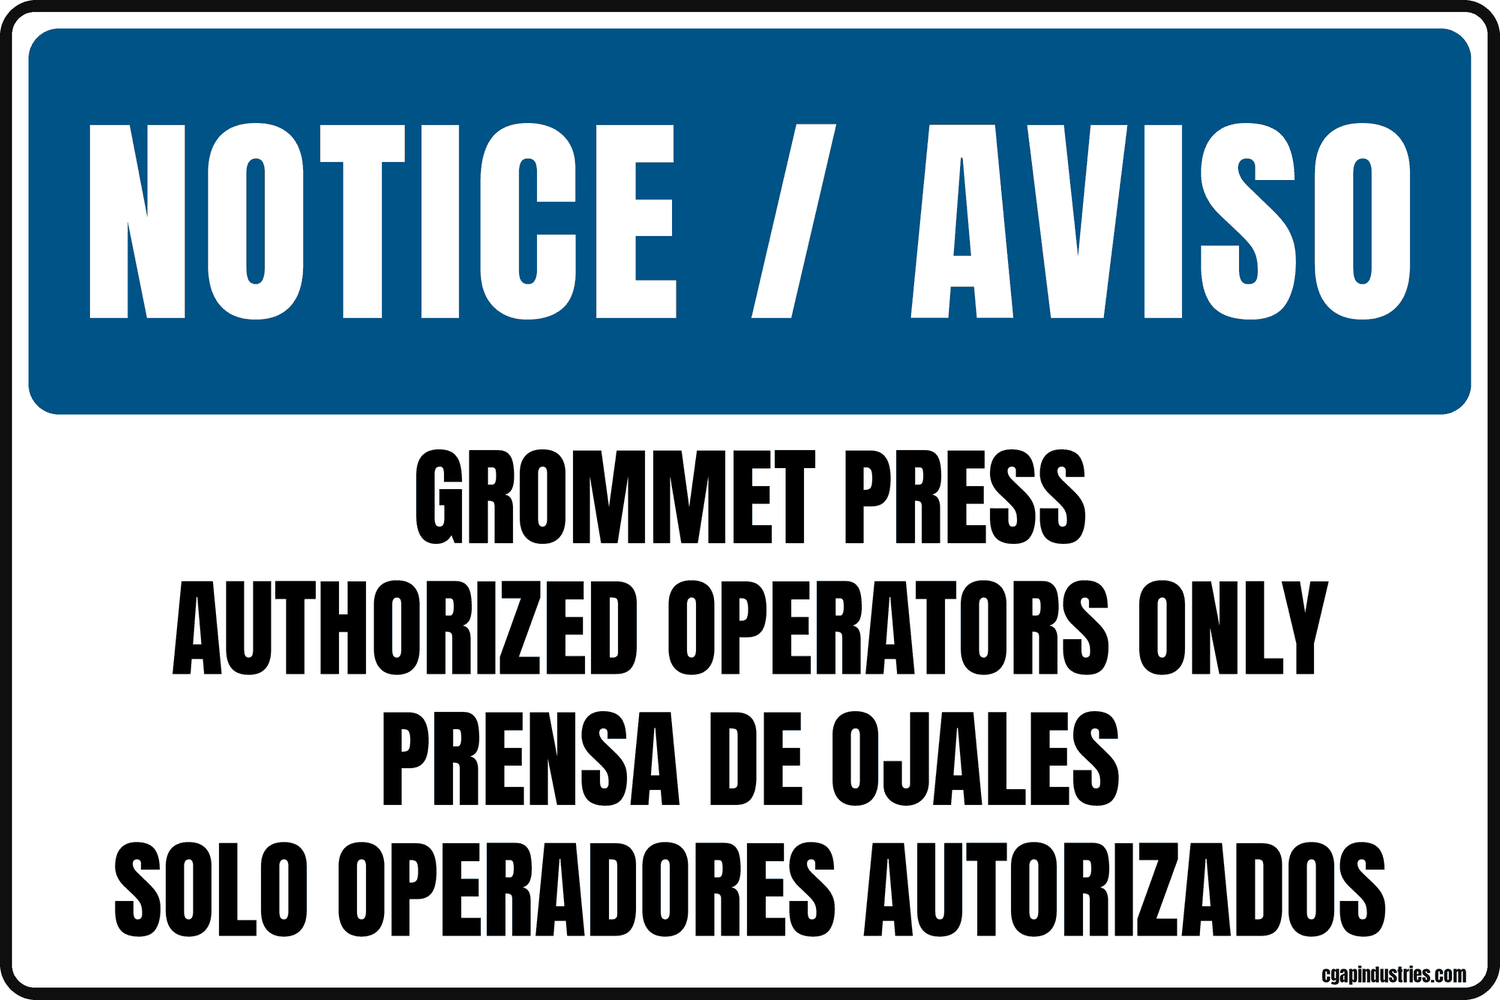 NOTICE / AVISO
GROMMET PRESS
AUTHORIZED OPERATORS ONLY
PRENSA DE OJALES
SOLO OPERADORES AUTORIZADOS
cgapindustries.com